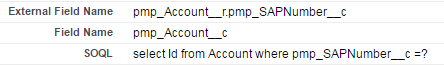 External Field Name pmp_Account__r.pmp_SAPNumber__c
Field Name pmp_Account__c
SOQL select Id from Account where pmp_SAPNumber__c =?